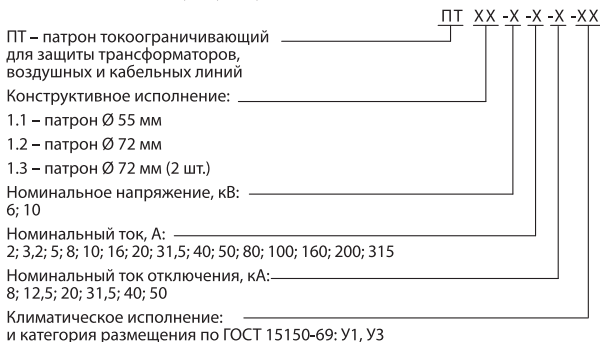 ПТ ХХ -Х -Х -Х -ХХ
ПТ – патрон токоограничивающий
для защиты трансформаторов,
воздушных и кабельных линий
Конструктивное исполнение:
1.1 – патрон Ø 55 мм
1.2 – патрон Ø 72 мм
1.3 – патрон Ø 72 мм (2 шт.)
Номинальное напряжение, кВ:
6; 10
Номинальный ток, А:
2; 3,2; 5; 8; 10; 16; 20; 31,5; 40; 50; 80; 100; 160; 200; 315
Номинальный ток отключения, кА:
8; 12,5; 20; 31,5; 40; 50
Климатическое исполнение:
и категория размещения по ГОСТ 15150-69: У1, У3